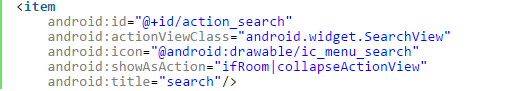 <item
android:id="@+id/action_search"
android:actionViewClass="android.widget.SearchView"
android:icon="@android:drawable/ic_menu_search"
android:showAsAction="ifRoom|collapseActionView"
android:title="search"/>